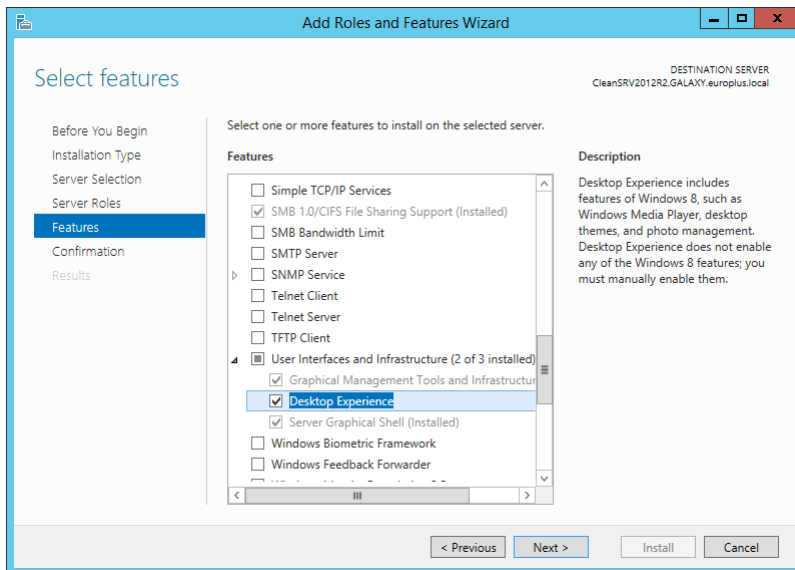 Add Roles and Features Wizard
Select features
DESTINATION SERVER
CleanSRV2012R2.GALAXY.europlus.local
Before You Begin
Installation Type
Server Selection
Server Roles
Features
Confirmation
Results
Select one or more features to install on the selected server.
Features
Simple TCP/IP Services
SMB 1.0/CIFS File Sharing Support (Installed)
SMB Bandwidth Limit
SMTP Server
SNMP Service
Telnet Client
Telnet Server
TFTP Client
User Interfaces and Infrastructure (2 of 3 installed)
Graphical Management Tools and Infrastructur
Desktop Experience
Server Graphical Shell (Installed)
Windows Biometric Framework
Windows Feedback Forwarder
Description
Desktop Experience includes
features of Windows 8, such as
Windows Media Player, desktop
themes, and photo management.
Desktop Experience does not enable
any of the Windows 8 features; you
must manually enable them.
< Previous
Next >
Install
Cancel